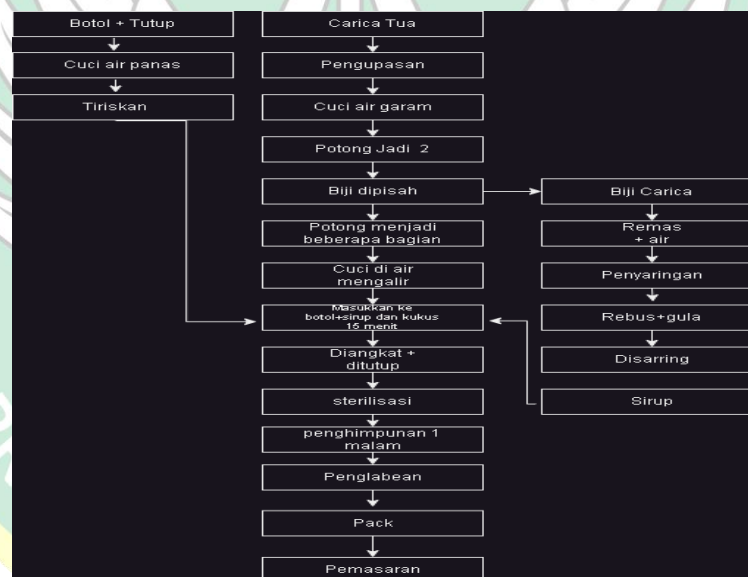 Botol + Tutup
Cuci air panas
Tiriskan
Carica Tua
Pengupasan
Cuci air garam
Potong Jadi 2
Biji dipisah
Potong menjadi
beberapa bagian
Cuci di air
mengalir
Masukkan ke
botol+sirup dan kukus
15 menit
Diangkat +
ditutup
sterilisasi
penghimpunan 1
malam
Penglabean
Pack
Pemasaran
Biji Carica
Remas
+ air
Penyaringan
Rebus+gula
Disarring
Sirup